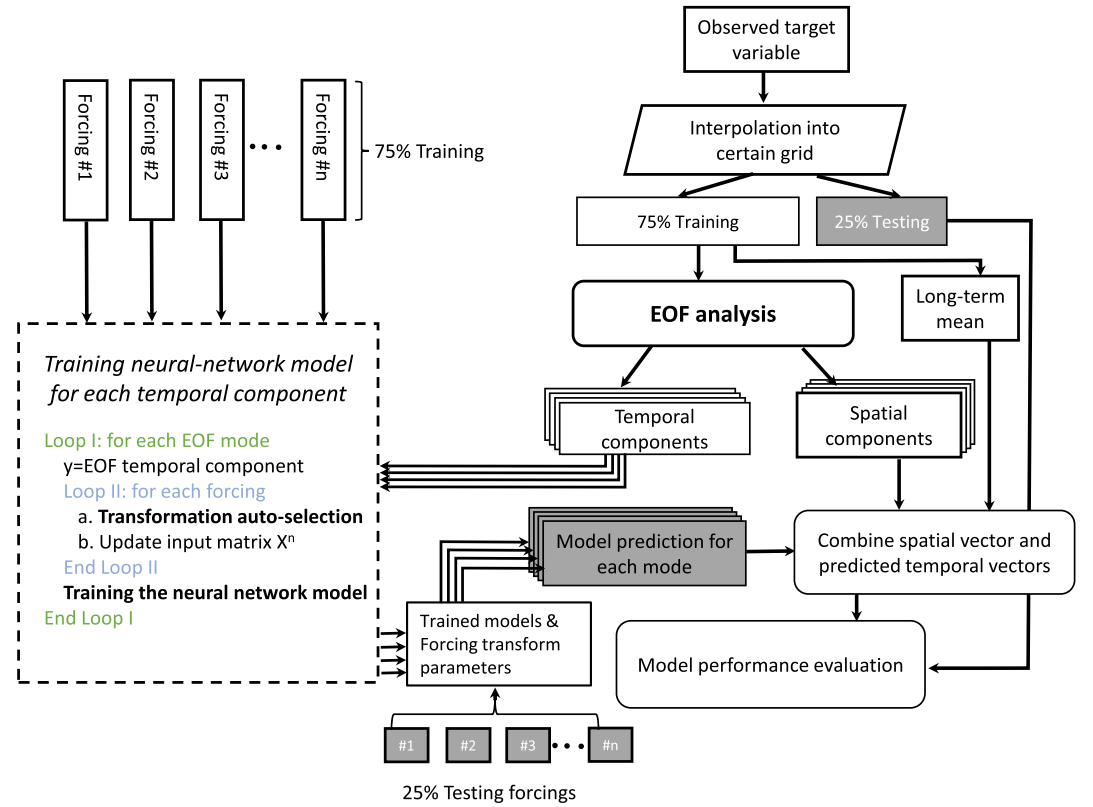 Observed target
variable
Interpolation into
certain grid
75% Training
25% Testing
Long-term
mean
EOF analysis
Temporal
components
Spatial
components
Forcing #1
Forcing #2
Forcing #3
• • •
Forcing #n
75% Training
Training neural-network model
for each temporal component
Loop I: for each EOF mode
y=EOF temporal component
Loop II: for each forcing
a. Transformation auto-selection
b. Update input matrix Xⁿ
End Loop II
Training the neural network model
End Loop I
Model prediction for
each mode
Combine spatial vector and
predicted temporal vectors
Trained models &
Forcing transform
parameters
Model performance evaluation
#1
#2
#3
• • •
#n
25% Testing forcings